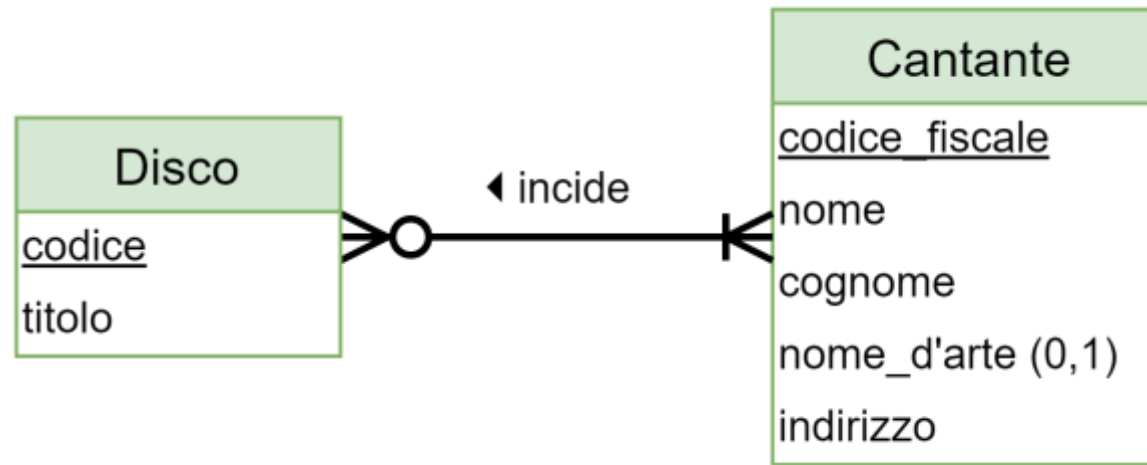 Disco
codice
titolo
incide
Cantante
codice_fiscale
nome
cognome
nome_d'arte (0,1)
indirizzo